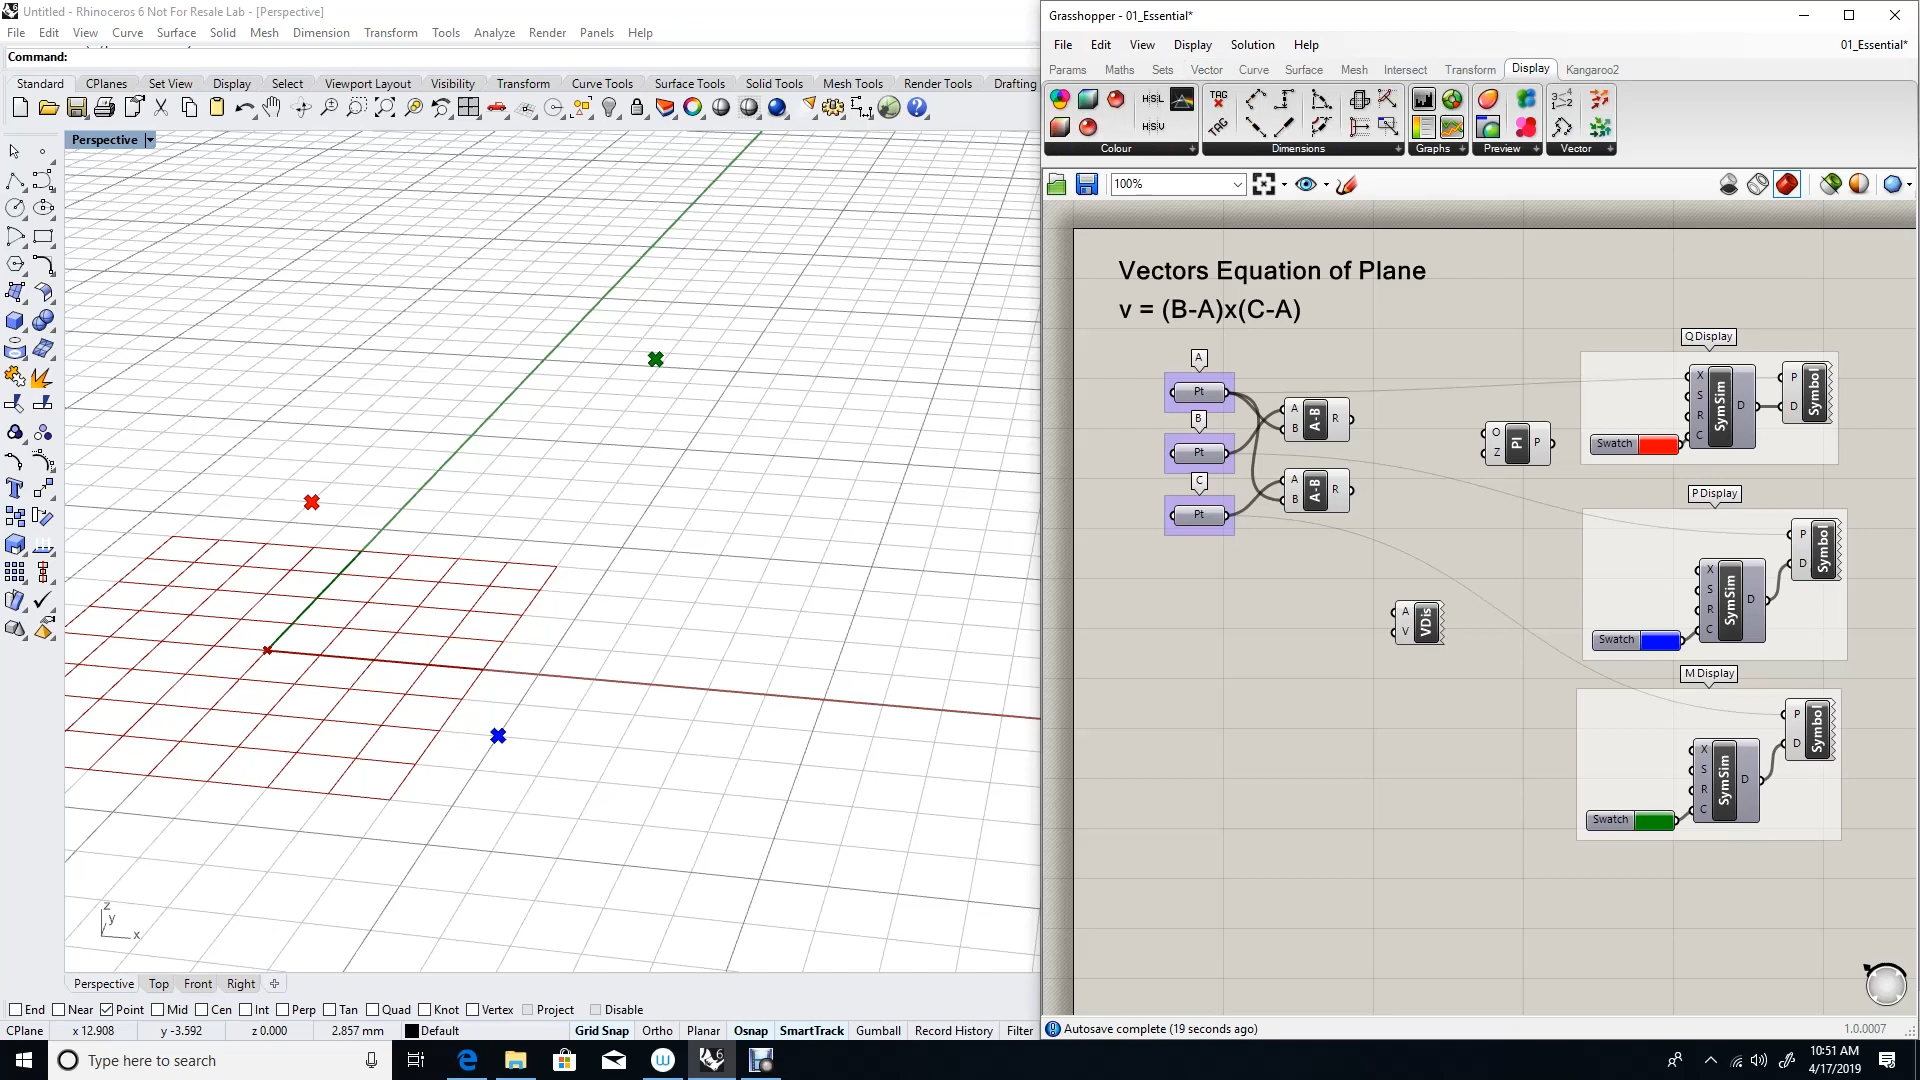 Untitled - Rhinoceros 6 Not For Resale Lab - [Perspective]
File Edit View Curve Surface Solid Mesh Dimension Transform Tools Analyze Render Panels Help
Command:
Standard CPlanes Set View Display Select Viewport Layout Visibility Transform Curve Tools Surface Tools Solid Tools Mesh Tools Render Tools Drafting
Perspective
z
y
x
Perspective Top Front Right
End Near Point Mid Cen Int Perp Tan Quad Knot Vertex Project Disable
CPlane x 12.908 y -3.592 z 0.000 2.857 mm Default Grid Snap Ortho Planar Osnap SmartTrack Gumball Record History Filter
Grasshopper - 01_Essential*
File Edit View Display Solution Help 01_Essential*
Params Maths Sets Vector Curve Surface Mesh Intersect Transform Display Kangaroo2
H:S:L
H:S:V
TAG
TAG
Colour Dimensions Graphs Preview Vector
100%
Vectors Equation of Plane
v = (B-A)x(C-A)
A
Pt
B
Pt
C
Pt
A B A-B R
A B A-B R
O Z Pl P
A V VDis
Q Display
X S R C SymSim D
P D Symbol
Swatch
P Display
X S R C SymSim D
P D Symbol
Swatch
M Display
X S R C SymSim D
P D Symbol
Swatch
Autosave complete (19 seconds ago) 1.0.0007
Type here to search
10:51 AM
4/17/2019